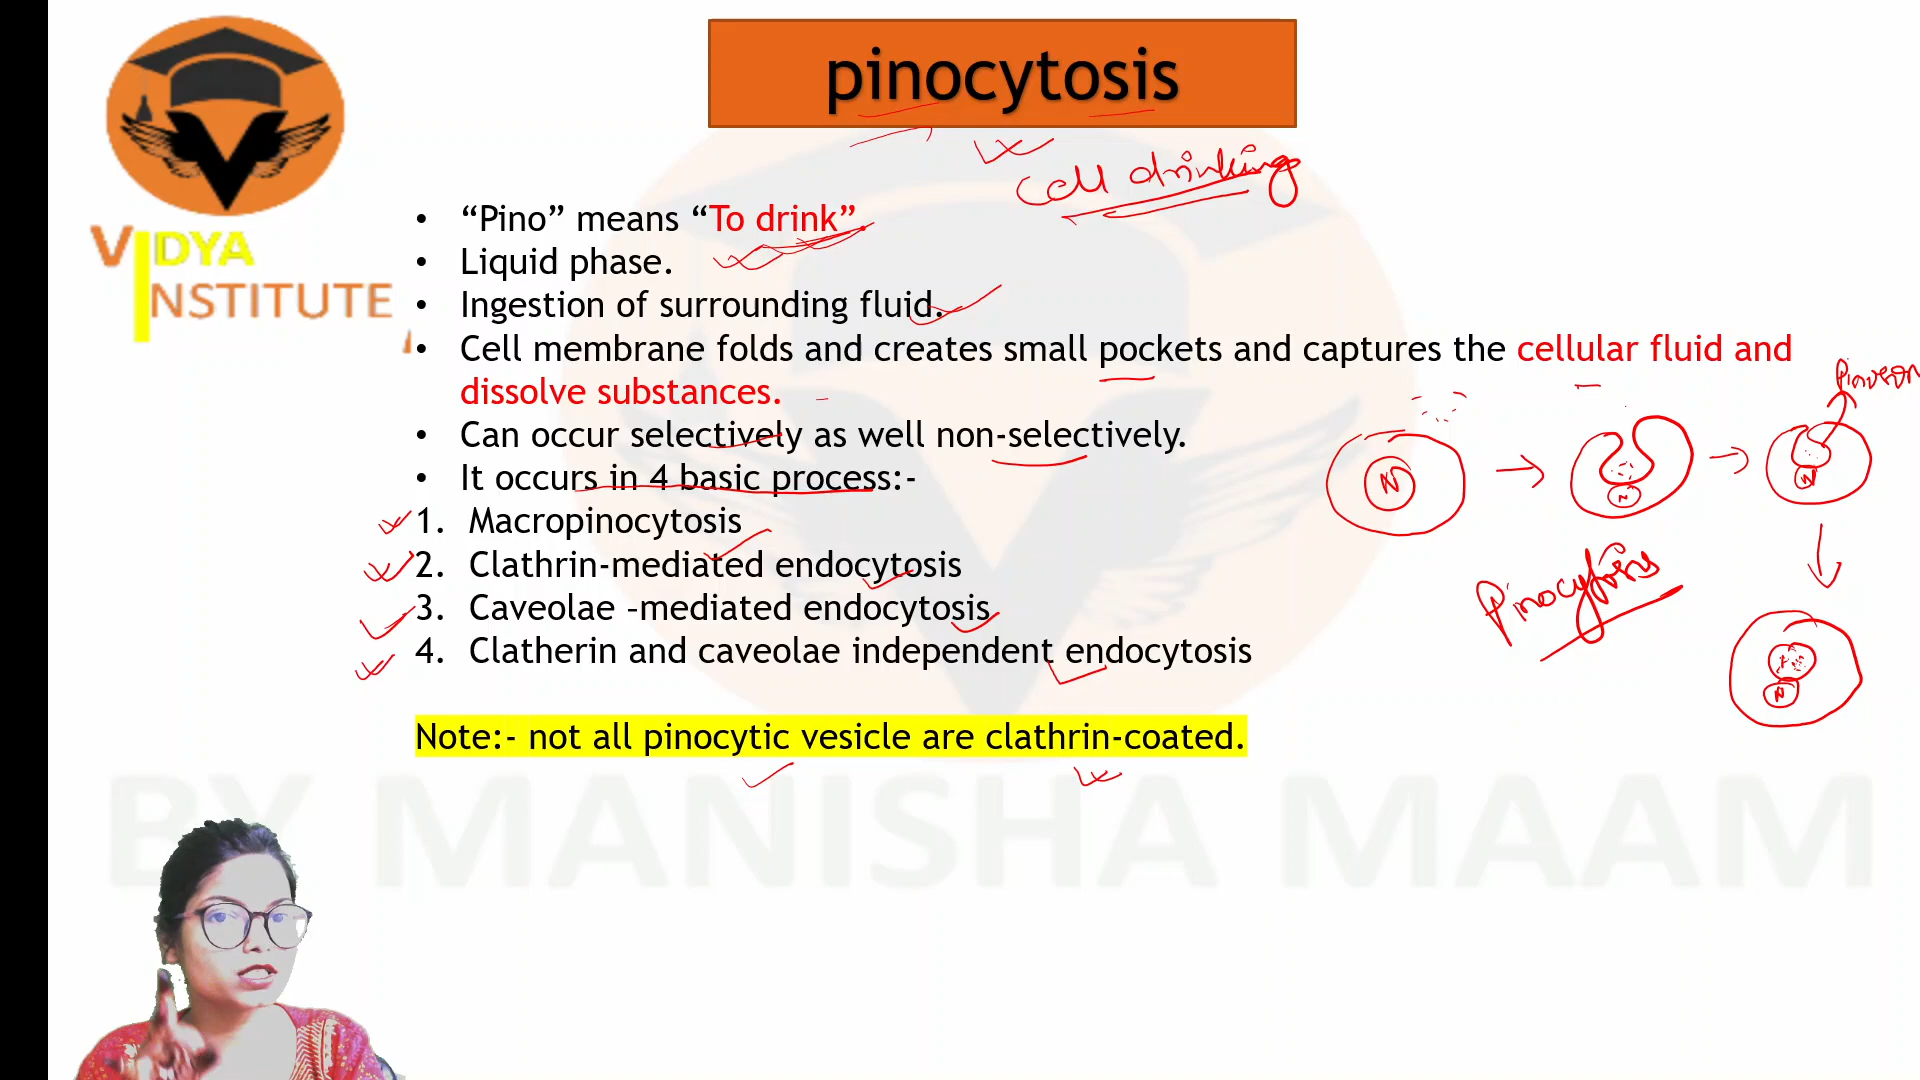 pinocytosis
cell drinking
VIDYA
INSTITUTE
• “Pino” means “To drink”.
• Liquid phase.
• Ingestion of surrounding fluid.
• Cell membrane folds and creates small pockets and captures the cellular fluid and
dissolve substances.
• Can occur selectively as well non-selectively.
• It occurs in 4 basic process:-
1. Macropinocytosis
2. Clathrin-mediated endocytosis
3. Caveolae –mediated endocytosis
4. Clatherin and caveolae independent endocytosis
Note:- not all pinocytic vesicle are clathrin-coated.
N
N
N
Pinocytosis
N
BY MANISHA MAAM